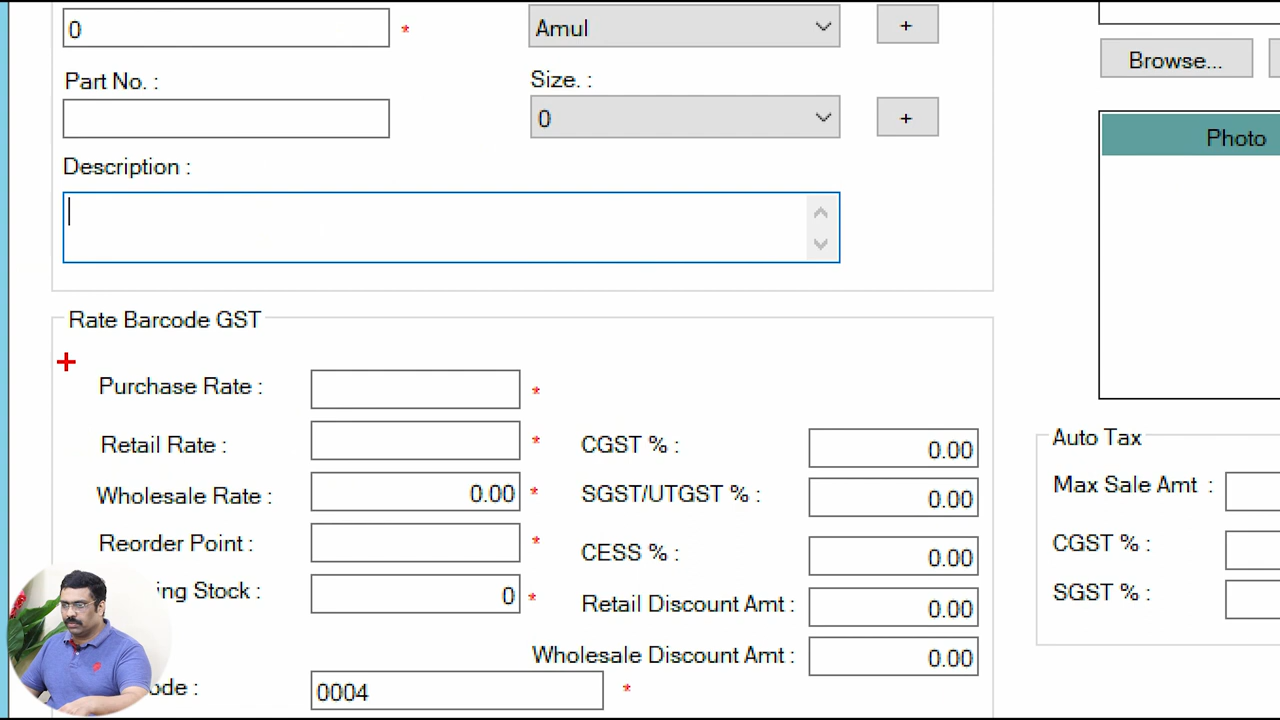 0 * Amul +
Browse...
Part No. : Size. :
0 +
Photo
Description :
Rate Barcode GST
Purchase Rate : *
Auto Tax
Retail Rate : * CGST % : 0.00
Max Sale Amt :
Wholesale Rate : 0.00 * SGST/UTGST % : 0.00
Reorder Point : * CESS % : 0.00
CGST % :
ing Stock : 0 * Retail Discount Amt : 0.00
SGST % :
Wholesale Discount Amt : 0.00
ode : 0004 *